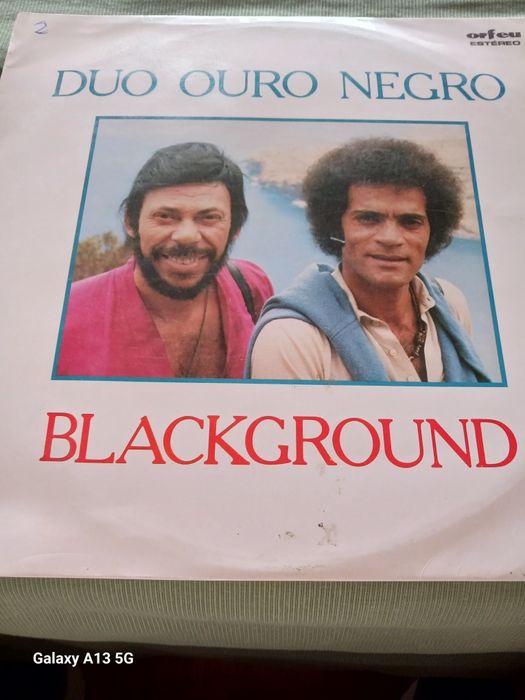 2
orfeu
ESTÉREO
DUO OURO NEGRO
BLACKGROUND
Galaxy A13 5G